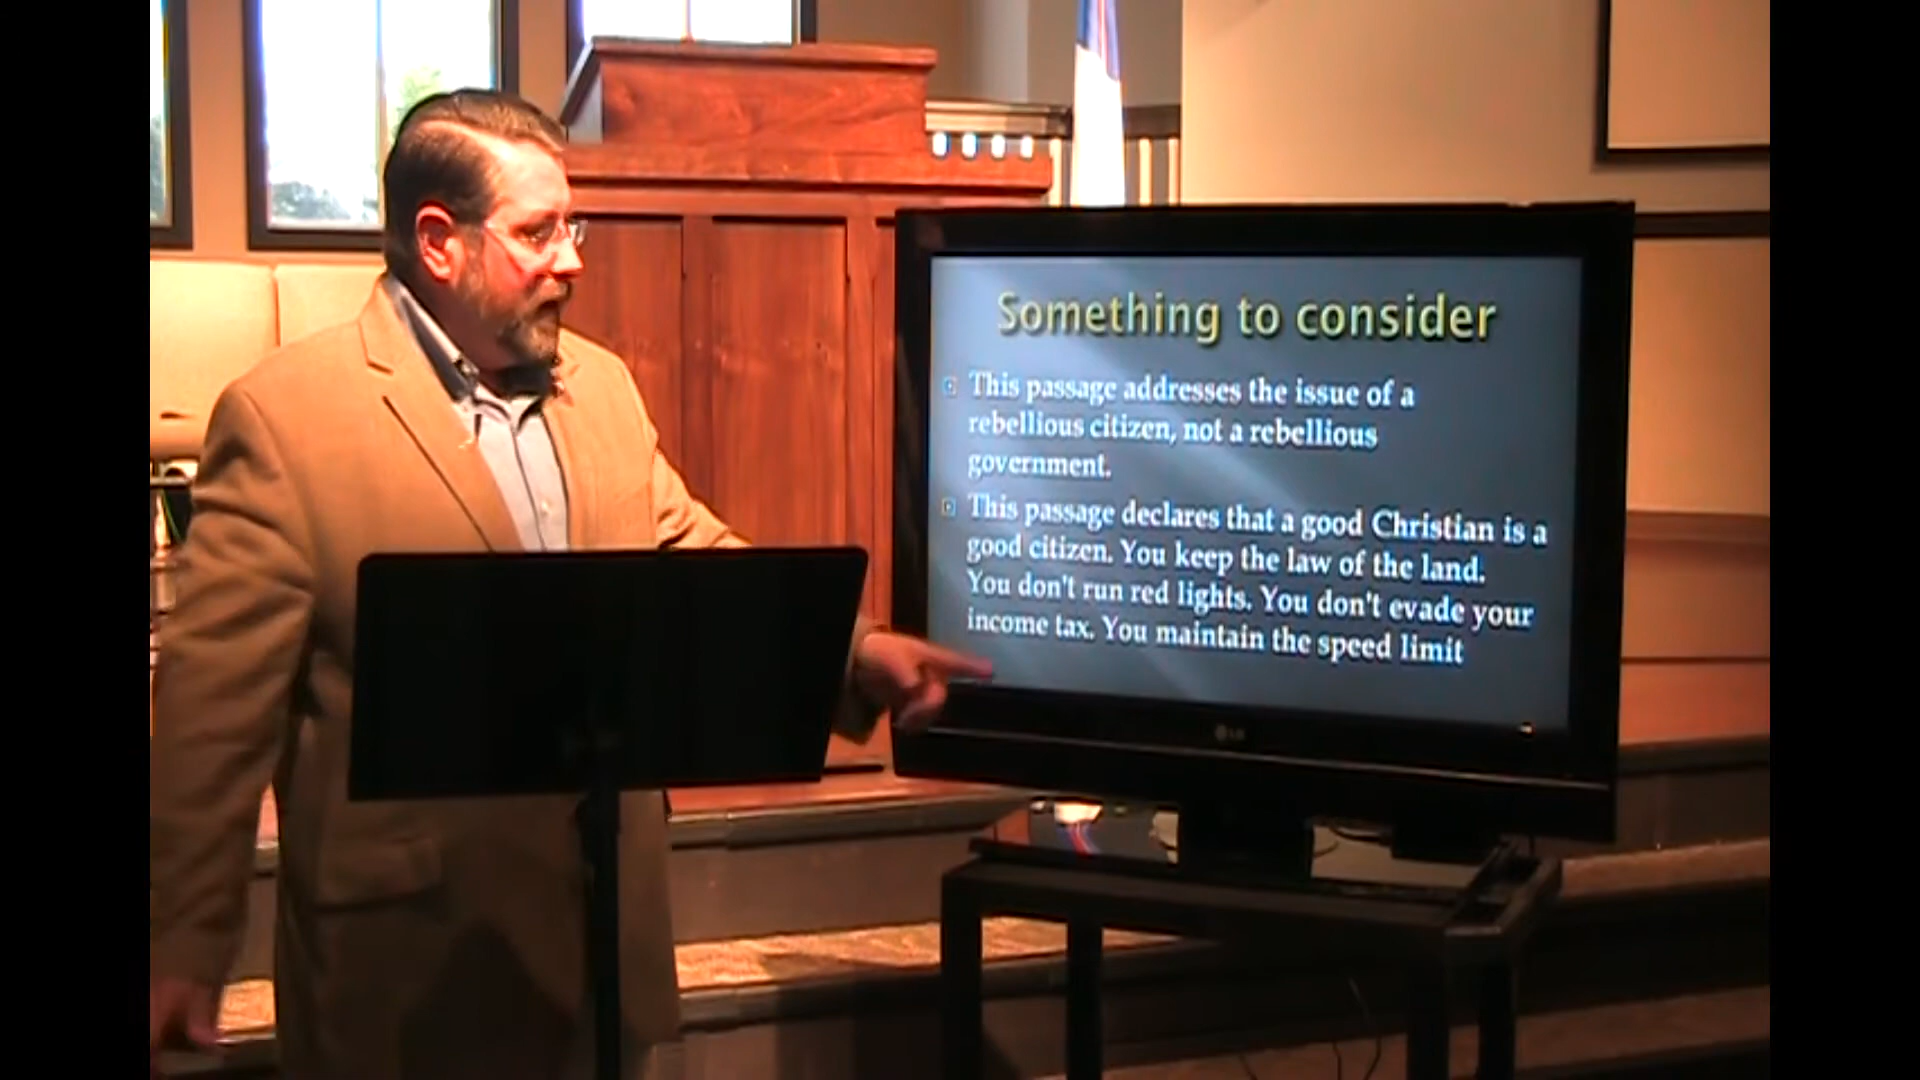 Something to consider
This passage addresses the issue of a
rebellious citizen, not a rebellious
government.
This passage declares that a good Christian is a
good citizen. You keep the law of the land.
You don't run red lights. You don't evade your
income tax. You maintain the speed limit
LG